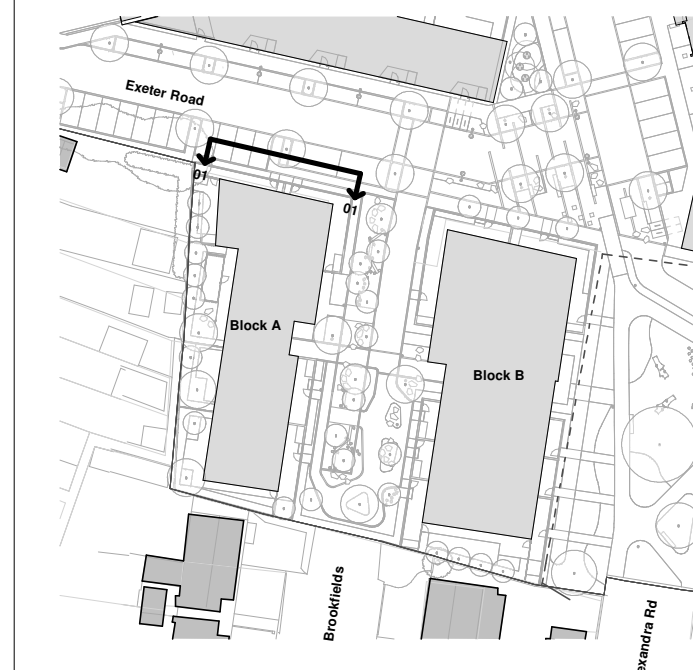 Exeter Road
01
01
Block A
Block B
Brookfields
exandra Rd